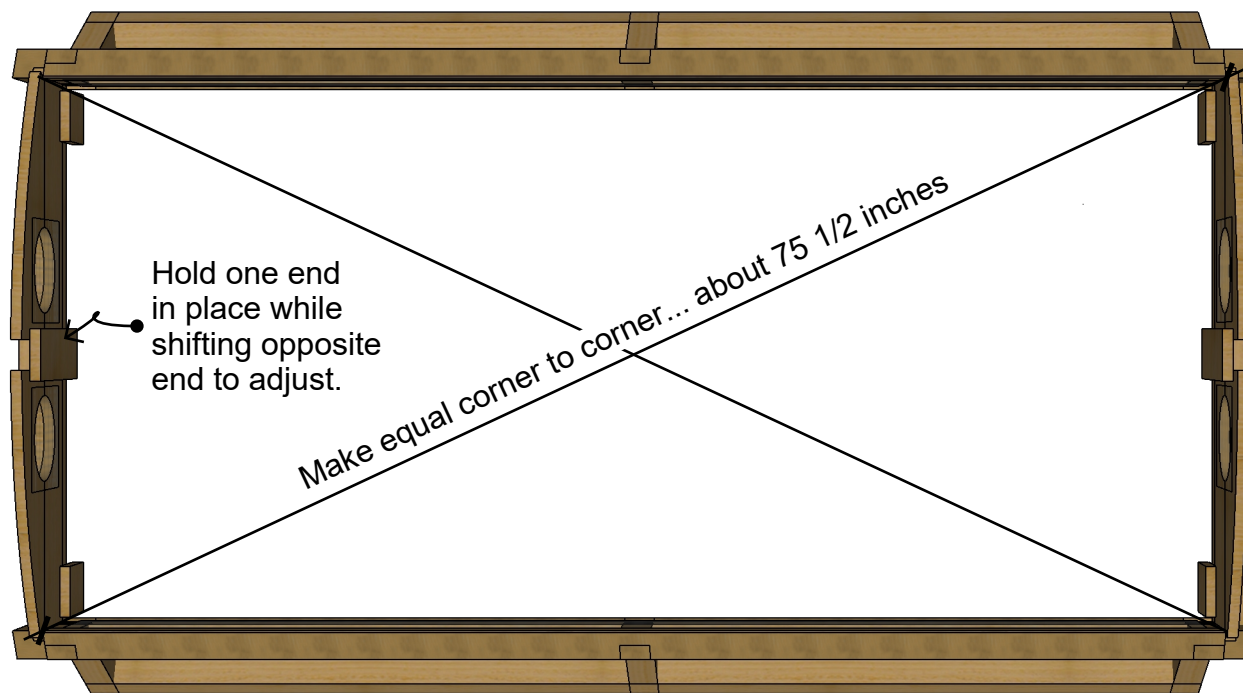 Hold one end
in place while
shifting opposite
end to adjust.
Make equal corner to corner... about 75 1/2 inches